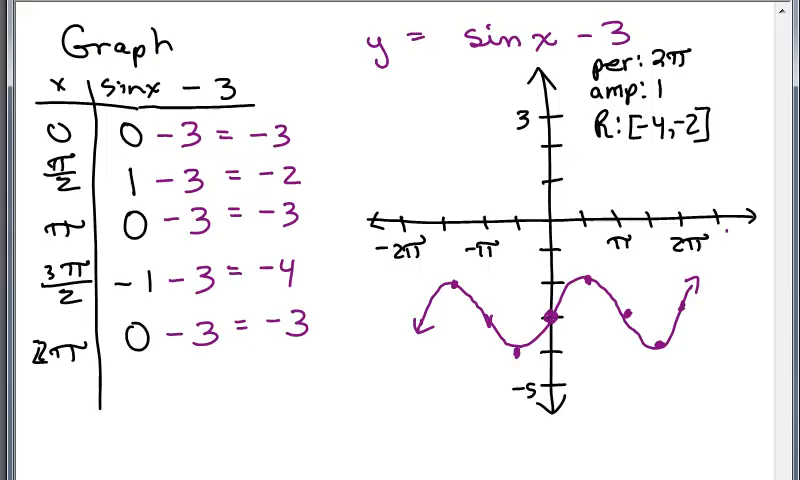 Graph
y = sin x - 3
per: 2π
amp: 1
R: [-4,-2]
x sinx - 3
0 0 - 3 = -3
π/2 1 - 3 = -2
π 0 - 3 = -3
3π/2 -1 - 3 = -4
2π 0 - 3 = -3
3
-2π -π π 2π
-5